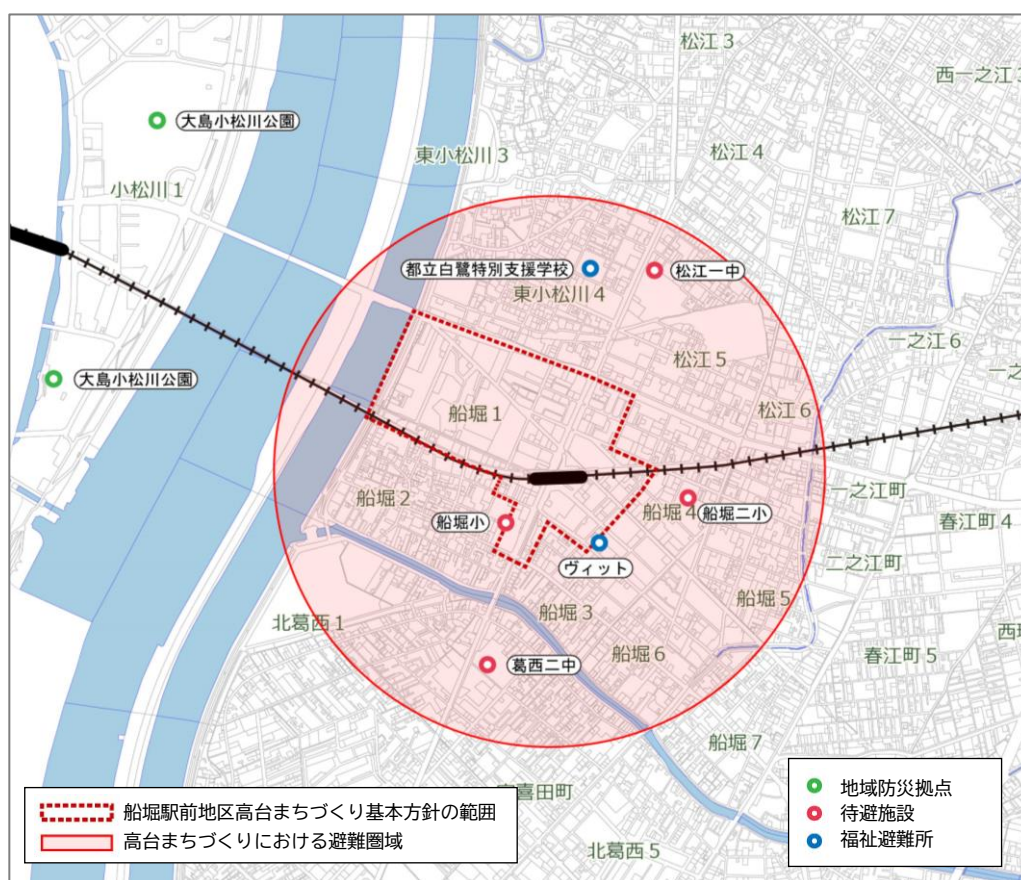 松江3
西一之江3
大島小松川公園
東小松川3
松江4
小松川1
松江7
都立白鷺特別支援学校
松江一中
東小松川4
一之江6
松江5
一之
大島小松川公園
船堀1
松江6
船堀2
船堀4
船堀二小
一之江町
船堀小
春江町4
ヴィット
二之江町
船堀3
船堀5
北葛西1
西瑞
船堀6
春江町5
葛西二中
船堀7
喜田町
北葛西5
船堀駅前地区高台まちづくり基本方針の範囲
高台まちづくりにおける避難圏域
地域防災拠点
待避施設
福祉避難所